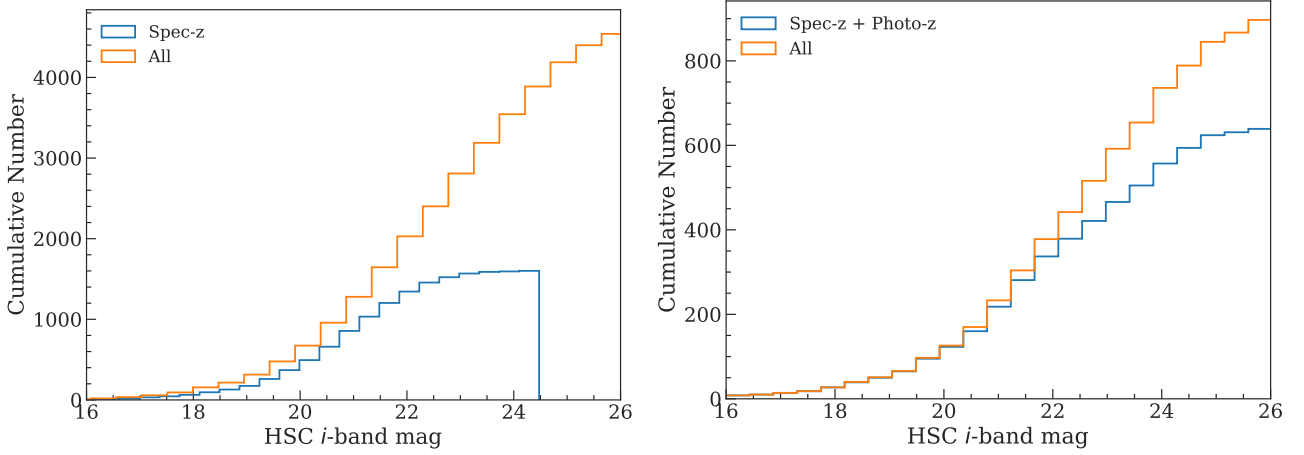 Spec-z
All
Cumulative Number
4000
3000
2000
1000
0
16
18
20
22
24
26
HSC i-band mag
Spec-z + Photo-z
All
Cumulative Number
800
600
400
200
0
16
18
20
22
24
26
HSC i-band mag